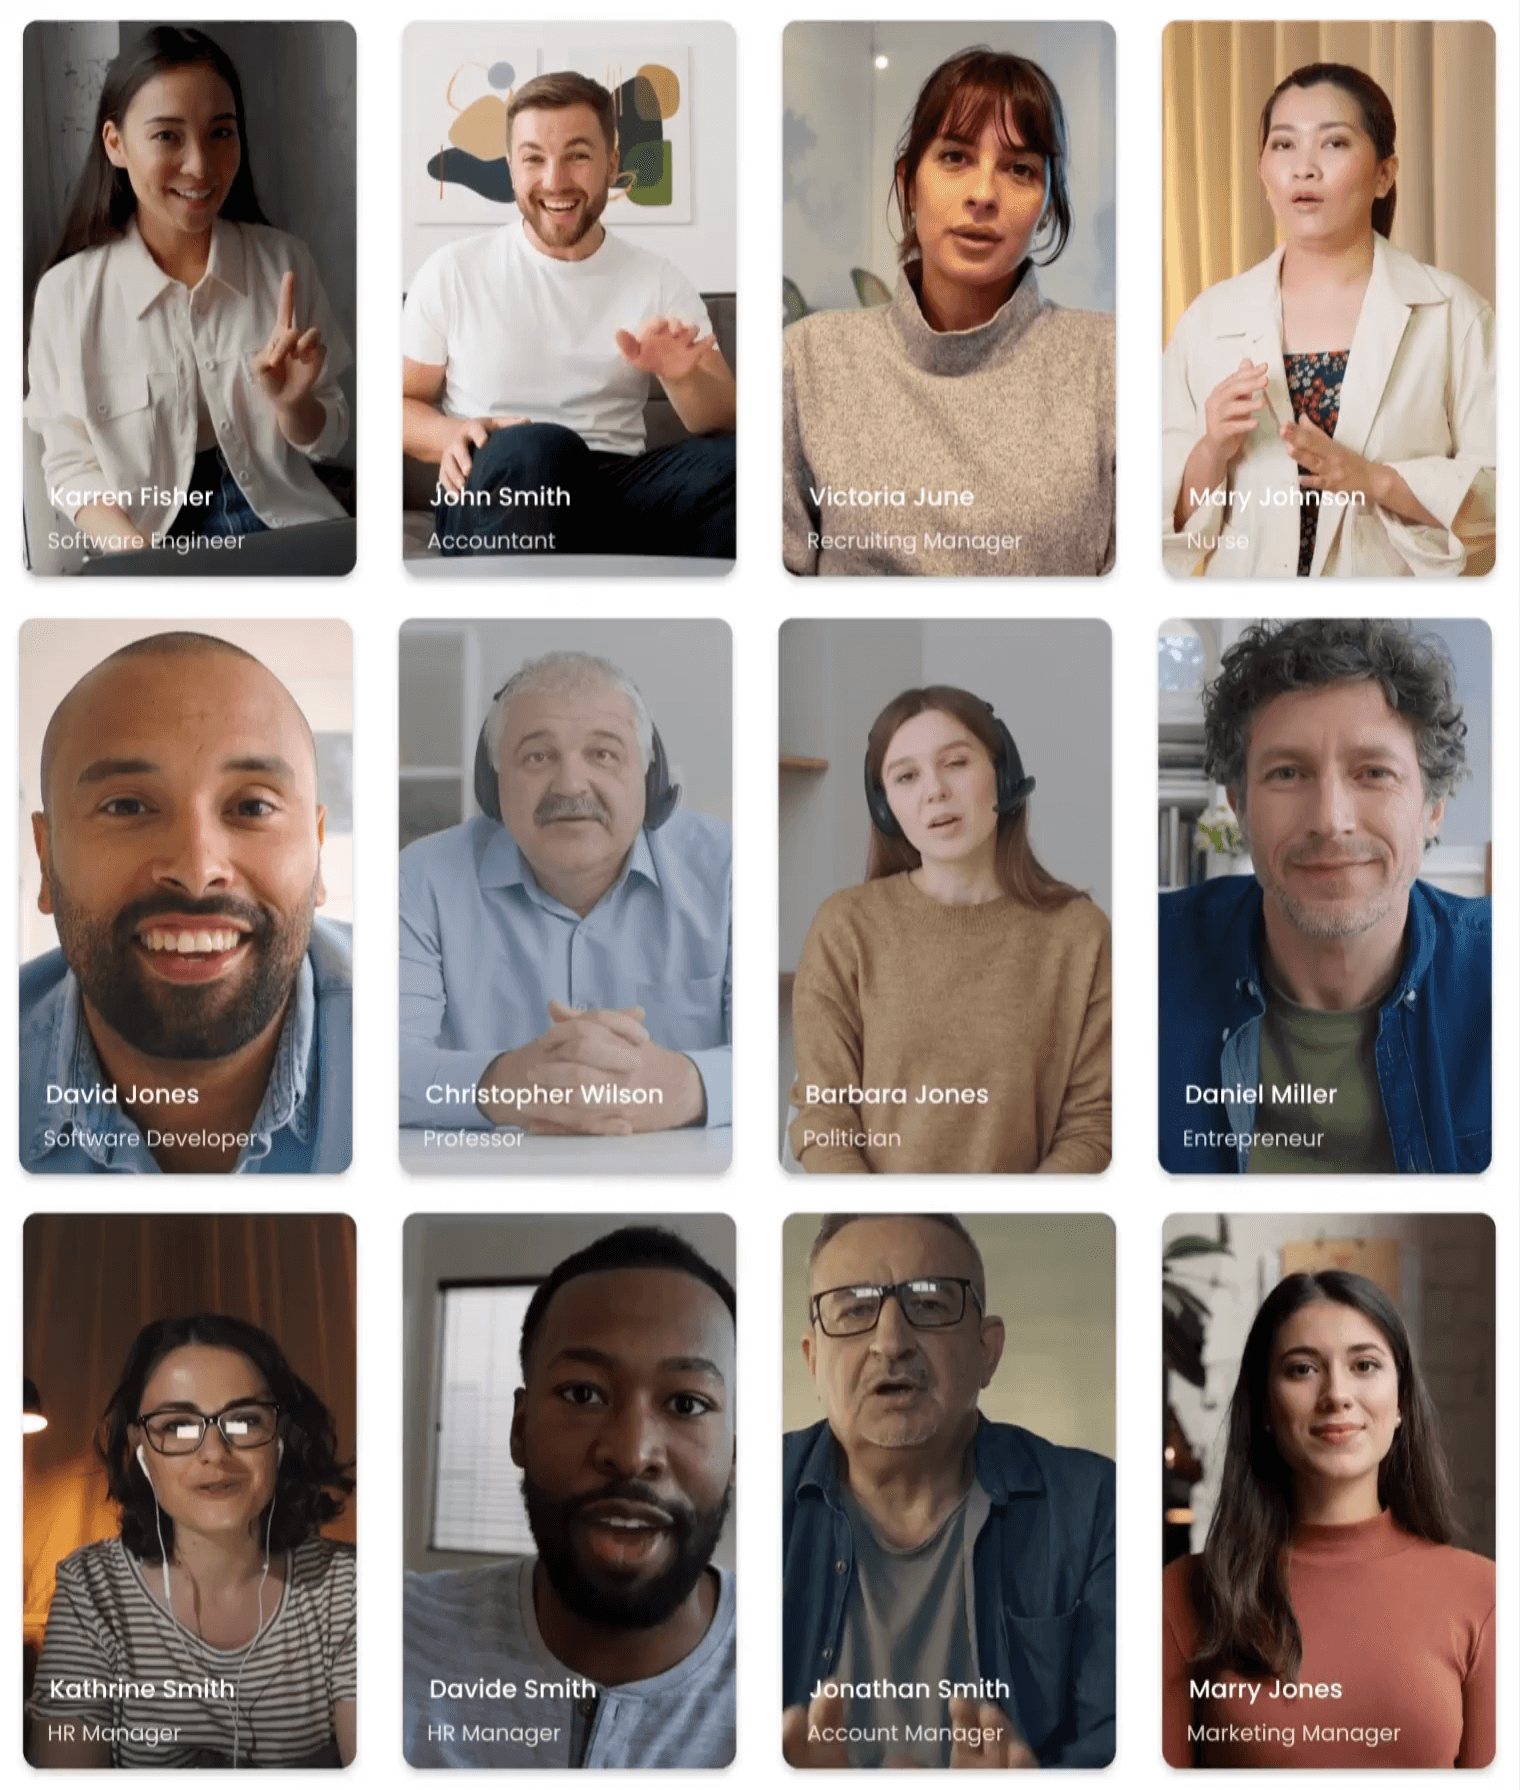 Karren Fisher
Software Engineer
John Smith
Accountant
Victoria June
Recruiting Manager
Mary Johnson
Nurse
David Jones
Software Developer
Christopher Wilson
Professor
Barbara Jones
Politician
Daniel Miller
Entrepreneur
Kathrine Smith
HR Manager
Davide Smith
HR Manager
Jonathan Smith
Account Manager
Marry Jones
Marketing Manager